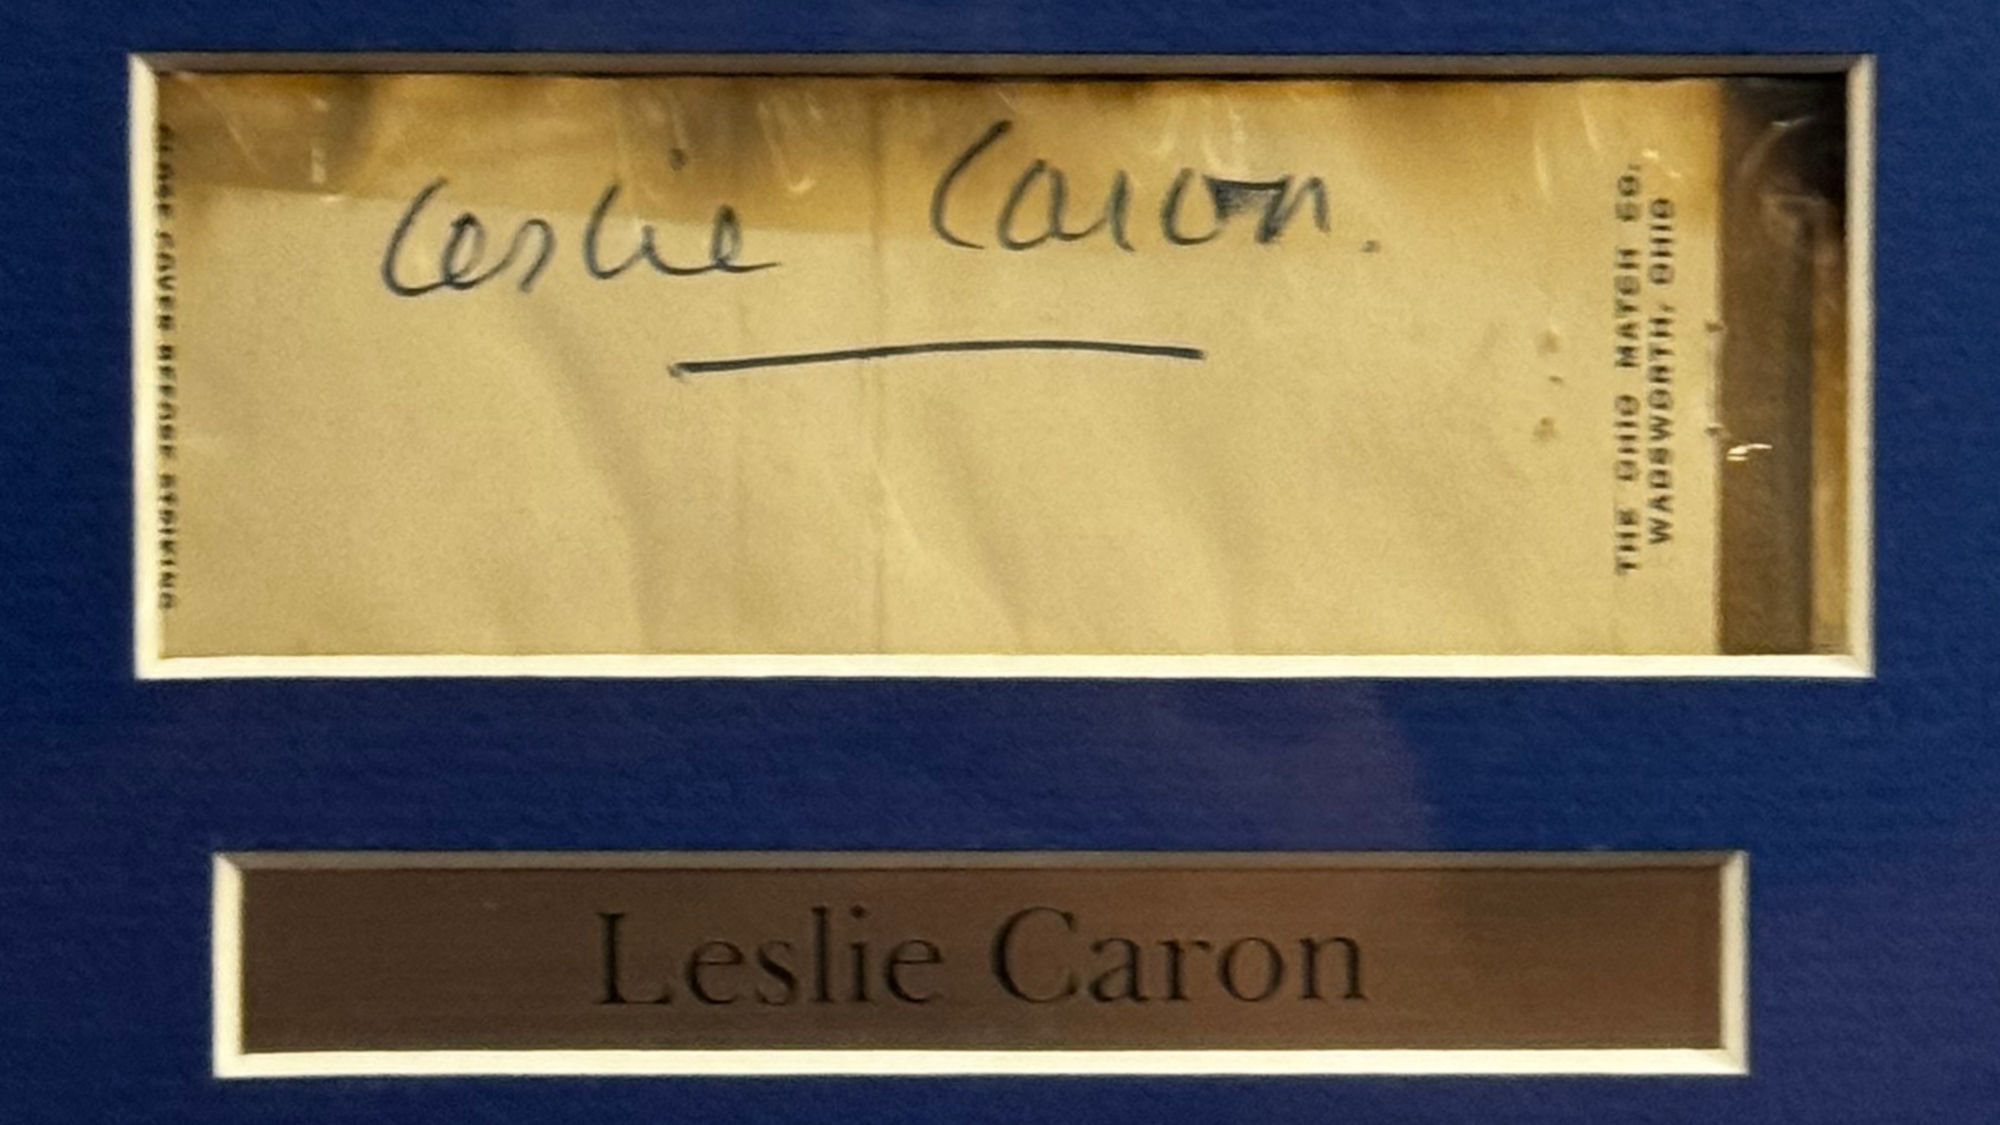 Leslie Caron.
CLOSE COVER BEFORE STRIKING
THE OHIO MATCH CO.
WADSWORTH, OHIO
Leslie Caron